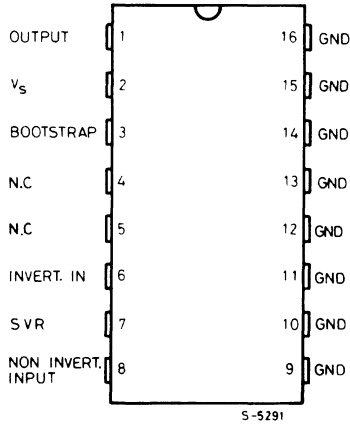 OUTPUT 1 16 GND
Vs 2 15 GND
BOOTSTRAP 3 14 GND
N.C 4 13 GND
N.C 5 12 GND
INVERT. IN 6 11 GND
SVR 7 10 GND
NON INVERT.
INPUT 8 9 GND
S-5291